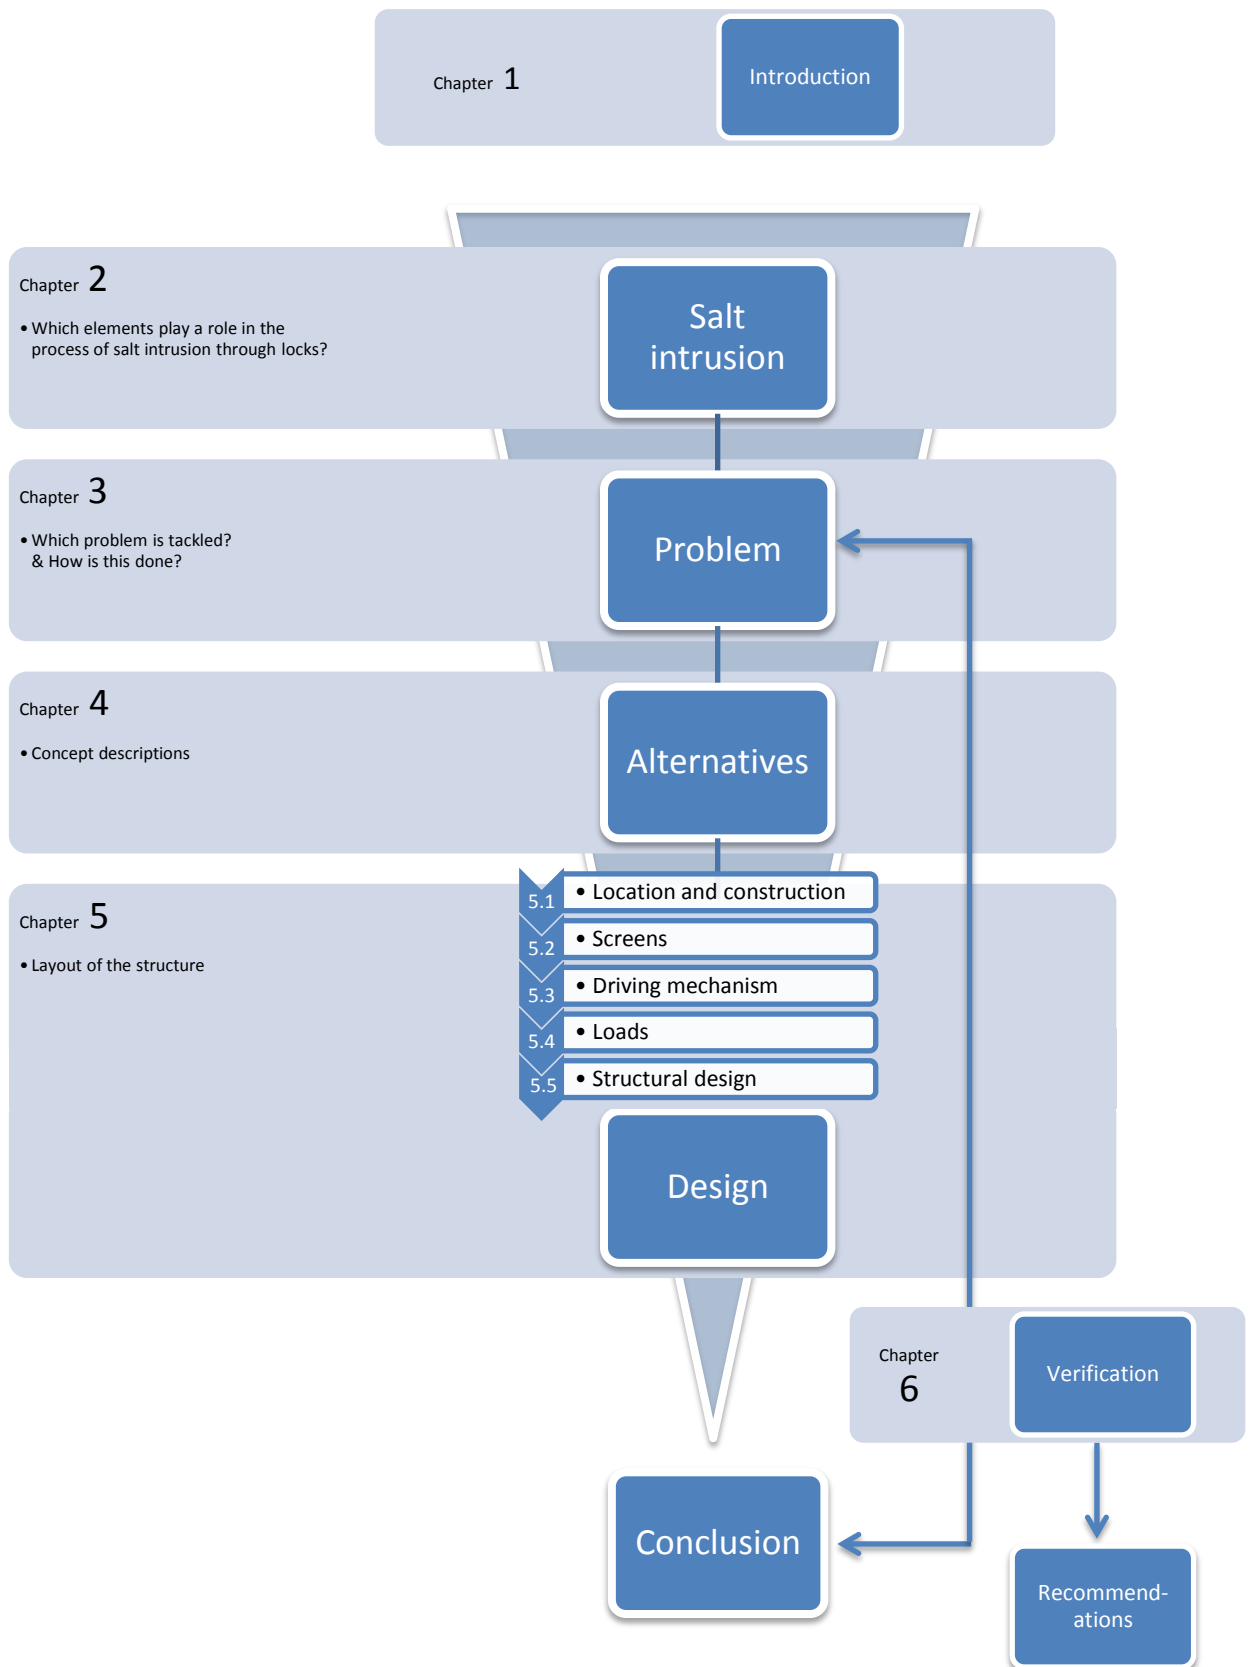 Chapter 1
Introduction
Chapter 2
• Which elements play a role in the
process of salt intrusion through locks?
Salt
intrusion
Chapter 3
• Which problem is tackled?
& How is this done?
Problem
Chapter 4
• Concept descriptions
Alternatives
Chapter 5
• Layout of the structure
5.1 • Location and construction
5.2 • Screens
5.3 • Driving mechanism
5.4 • Loads
5.5 • Structural design
Design
Chapter
6
Verification
Conclusion
Recommend-
ations